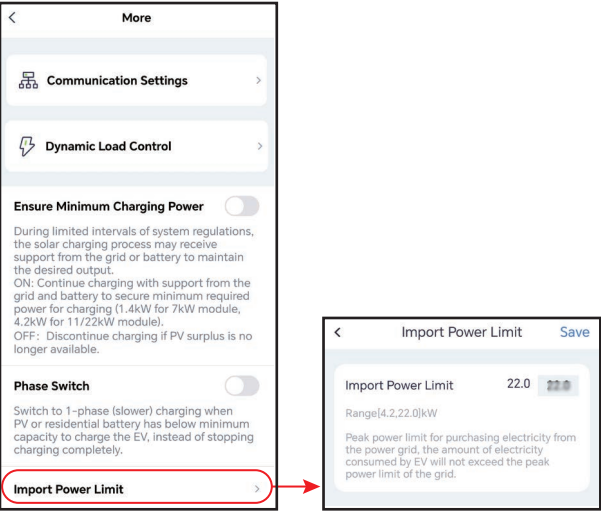 More
Communication Settings
Dynamic Load Control
Ensure Minimum Charging Power
During limited intervals of system regulations,
the solar charging process may receive
support from the grid or battery to maintain
the desired output.
ON: Continue charging with support from the
grid and battery to secure minimum required
power for charging (1.4kW for 7kW module,
4.2kW for 11/22kW module).
OFF: Discontinue charging if PV surplus is no
longer available.
Phase Switch
Switch to 1-phase (slower) charging when
PV or residential battery has below minimum
capacity to charge the EV, instead of stopping
charging completely.
Import Power Limit
Import Power Limit Save
Import Power Limit 22.0 22.0
Range[4.2,22.0]kW
Peak power limit for purchasing electricity from
the power grid, the amount of electricity
consumed by EV will not exceed the peak
power limit of the grid.